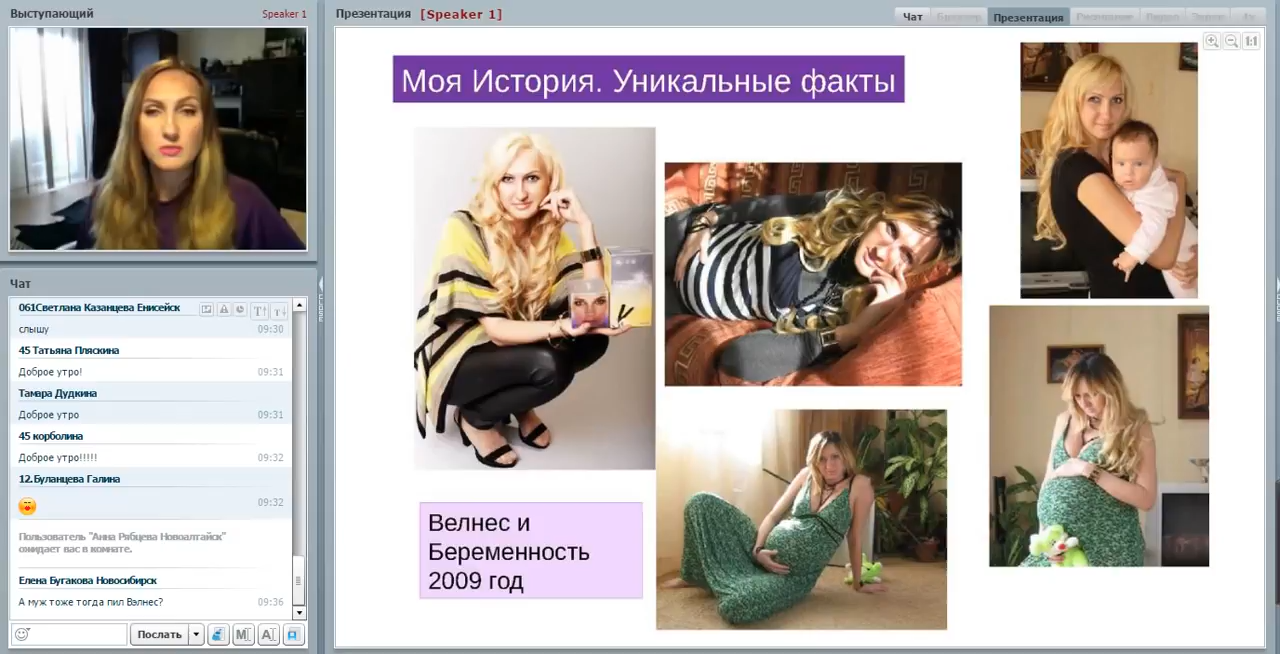 Выступающий
Speaker 1
Презентация [Speaker 1]
Чат
Презентация
Моя История. Уникальные факты
Велнес и
Беременность
2009 год
Чат
061Светлана Казанцева Енисейск
слышу 09:30
45 Татьяна Пляскина
Доброе утро! 09:31
Тамара Дудкина
Доброе утро 09:31
45 корболина
Доброе утро!!!!! 09:32
12.Буланцева Галина
09:32
Пользователь "Анна Рябцева Новоалтайск"
ожидает вас в комнате.
Елена Бугакова Новосибирск
А муж тоже тогда пил Вэлнес? 09:36
Послать